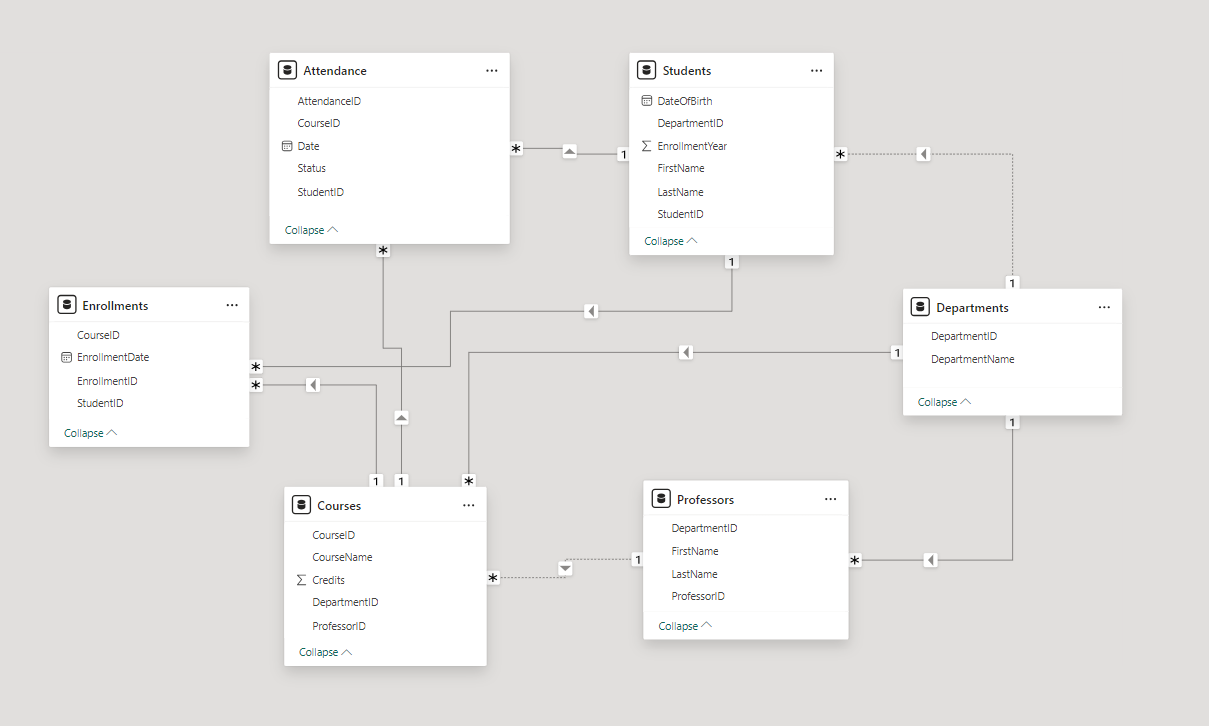 Attendance
AttendanceID
CourseID
Date
Status
StudentID
Collapse
*
1
*
Students
DateOfBirth
DepartmentID
EnrollmentYear
FirstName
LastName
StudentID
Collapse
*
1
1
Enrollments
CourseID
EnrollmentDate
EnrollmentID
StudentID
Collapse
*
*
Departments
DepartmentID
DepartmentName
Collapse
1
1
Courses
CourseID
CourseName
Σ Credits
DepartmentID
ProfessorID
Collapse
1
1
*
*
Professors
DepartmentID
FirstName
LastName
ProfessorID
Collapse
1
*